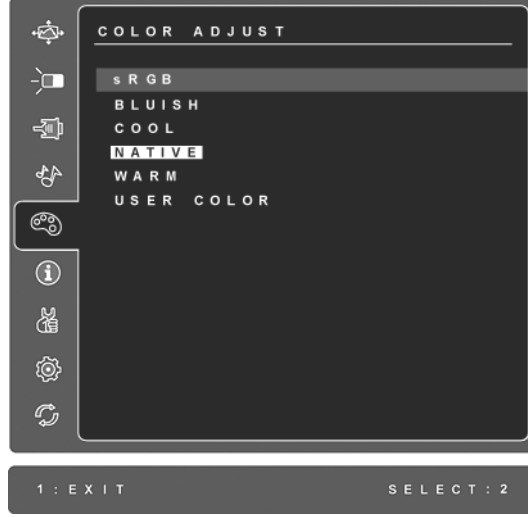 COLOR ADJUST
sRGB
BLUISH
COOL
NATIVE
WARM
USER COLOR
1:EXIT SELECT:2